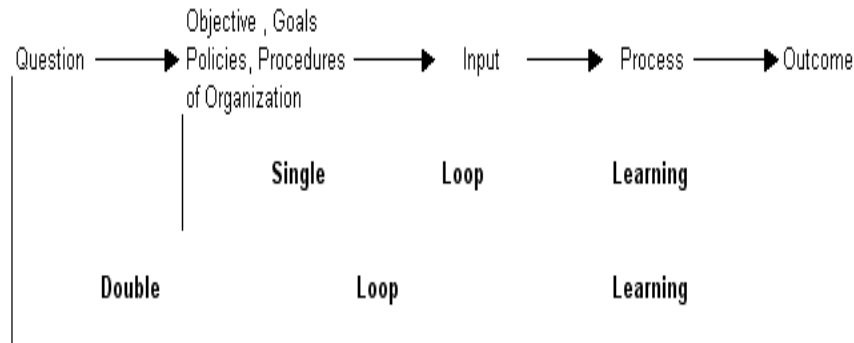 Objective , Goals
Question Policies, Procedures Input Process Outcome
of Organization
Single Loop Learning
Double Loop Learning